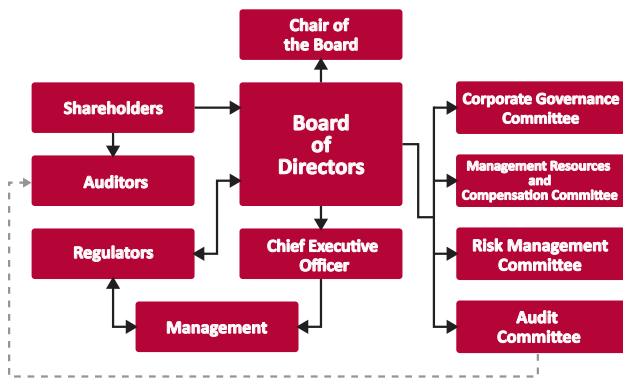 Chair of
the Board
Shareholders
Board
of
Directors
Corporate Governance
Committee
Auditors
Management Resources
and
Compensation Committee
Regulators
Chief Executive
Officer
Risk Management
Committee
Management
Audit
Committee